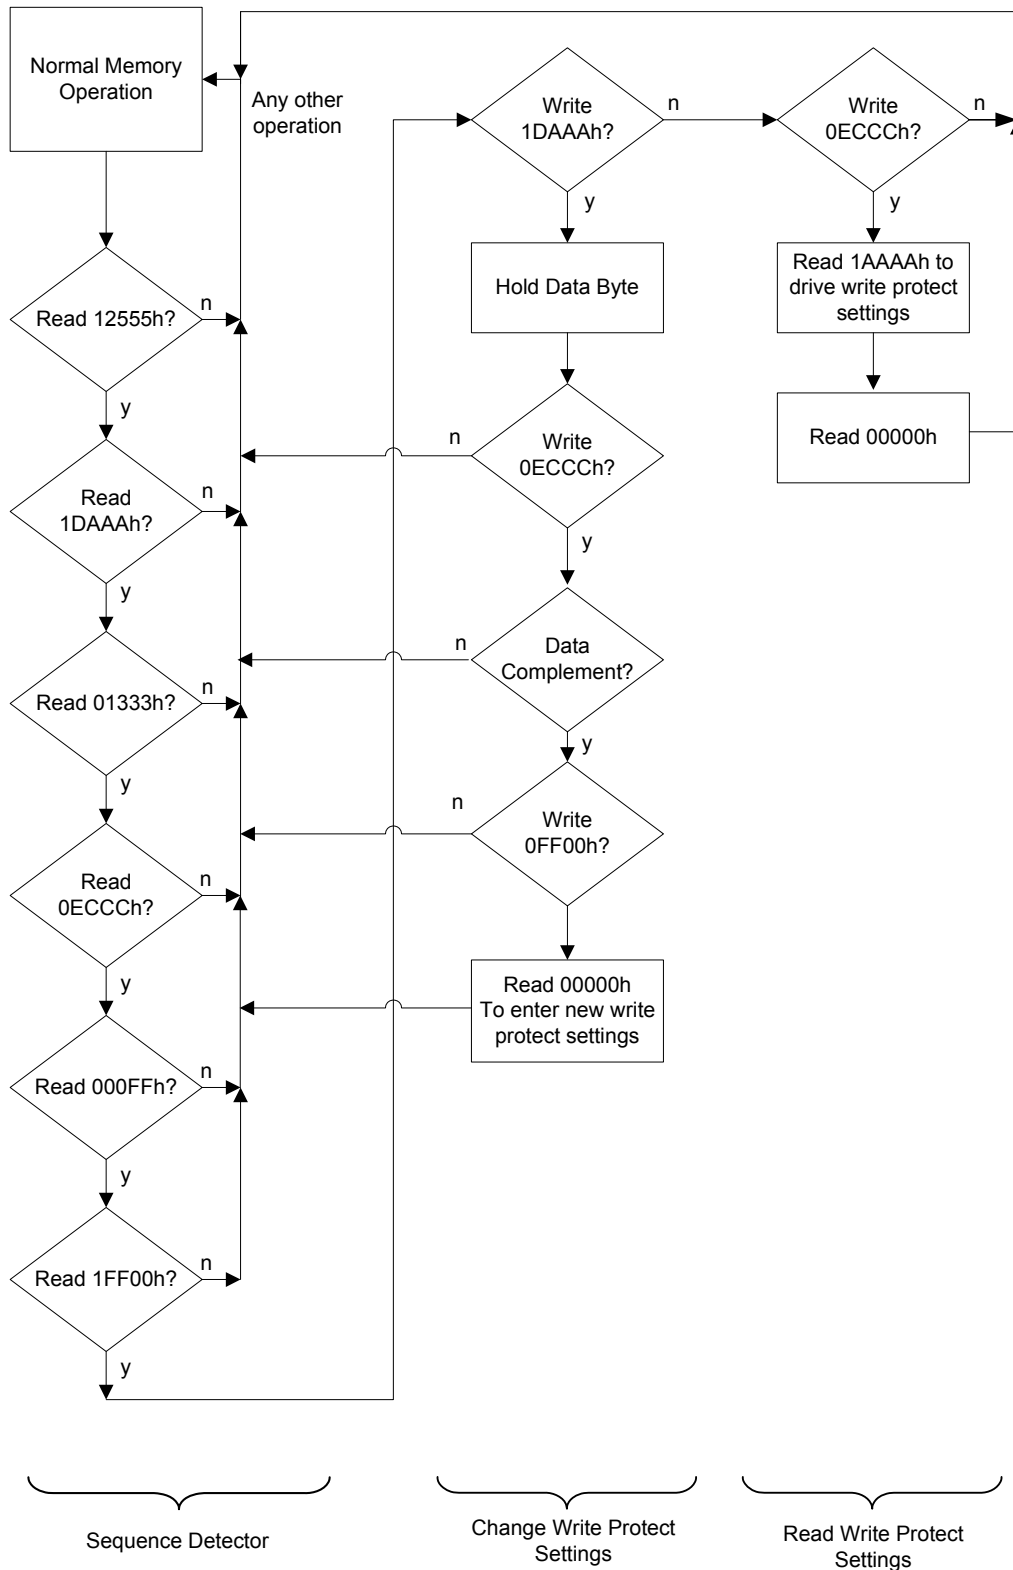 Normal Memory
Operation
Any other
operation
Read 12555h?
n
y
Read
1DAAAh?
n
y
Read 01333h?
n
y
Read
0ECCCh?
n
y
Read 000FFh?
n
y
Read 1FF00h?
n
y
Sequence Detector
Write
1DAAAh?
n
y
Hold Data Byte
Write
0ECCCh?
n
y
Data
Complement?
n
y
Write
0FF00h?
n
Read 00000h
To enter new write
protect settings
Change Write Protect
Settings
Write
0ECCCh?
n
y
Read 1AAAAh to
drive write protect
settings
Read 00000h
Read Write Protect
Settings